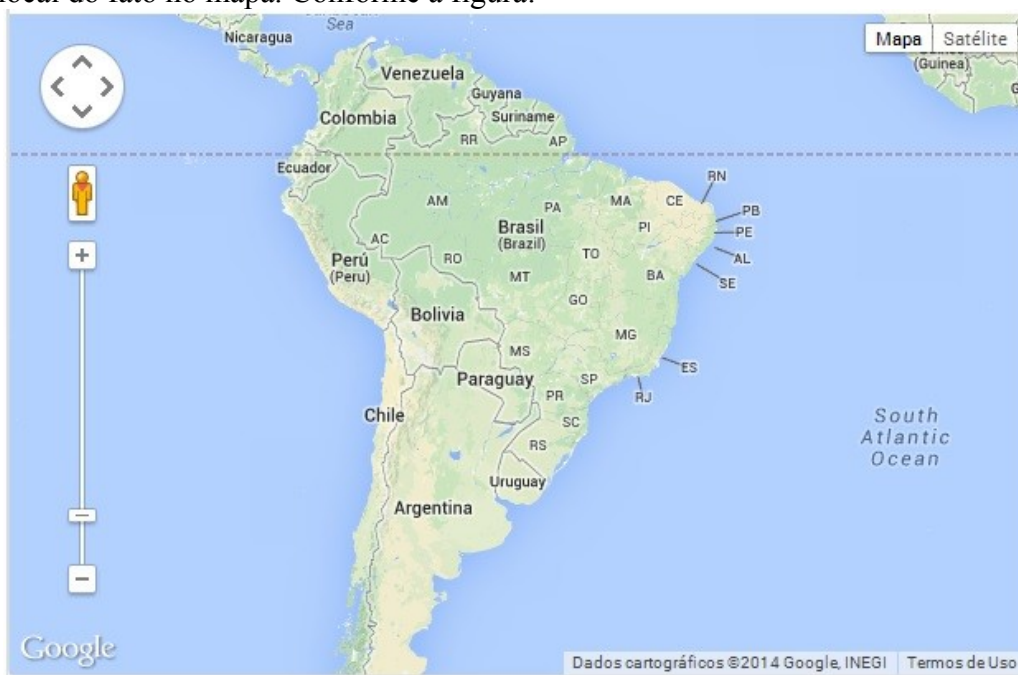 local do fato no mapa. Conforme a figura:
Sea
Nicaragua
Mapa
Satélite
(Guinea)
Venezuela
Guyana
Colombia
Suriname
RR
AP
Ecuador
RN
AM
PA
MA
CE
PB
Brasil
(Brazil)
PI
PE
AC
TO
AL
Perú
(Peru)
RO
MT
BA
SE
GO
Bolivia
MG
MS
ES
Paraguay
SP
RJ
PR
Chile
SC
South
Atlantic
Ocean
RS
Uruguay
Argentina
Google
Dados cartográficos ©2014 Google, INEGI
Termos de Uso